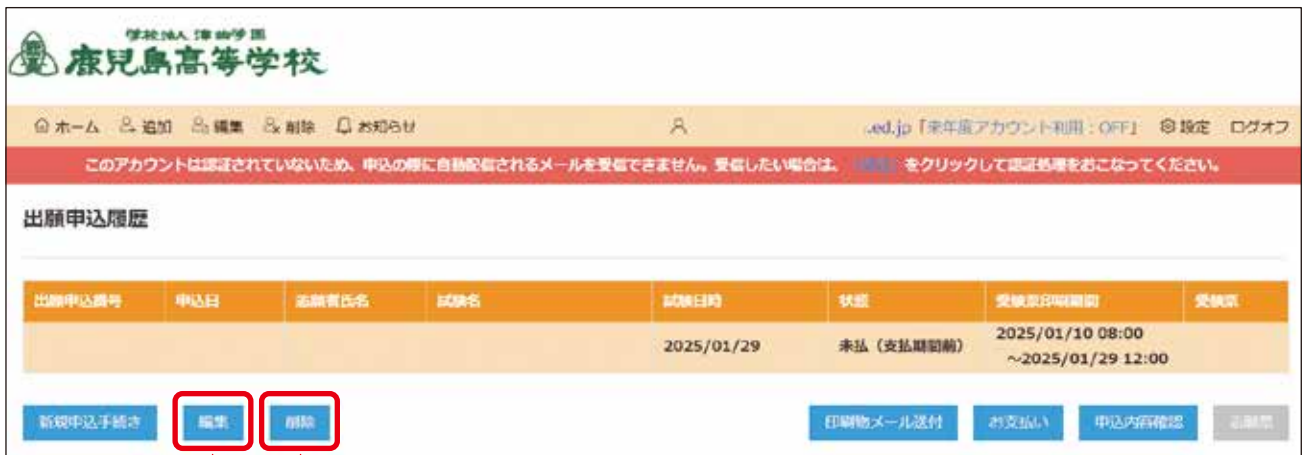 学校法人 津曲学園
鹿児島高等学校
ホーム 追加 編集 削除 お知らせ .ed.jp「来年度アカウント利用:OFF」 設定 ログオフ
このアカウントは認証されていないため、申込の際に自動配信されるメールを受信できません。受信したい場合は、 をクリックして認証処理をおこなってください。
出願申込履歴
出願申込番号 申込日 志願者氏名 試験名 試験日時 状態 受験票印刷期間 受験票
2025/01/29 未払(支払期間前) 2025/01/10 08:00
~2025/01/29 12:00
新規申込手続き 編集 削除 印刷物メール送付 お支払い 申込内容確認 志願票